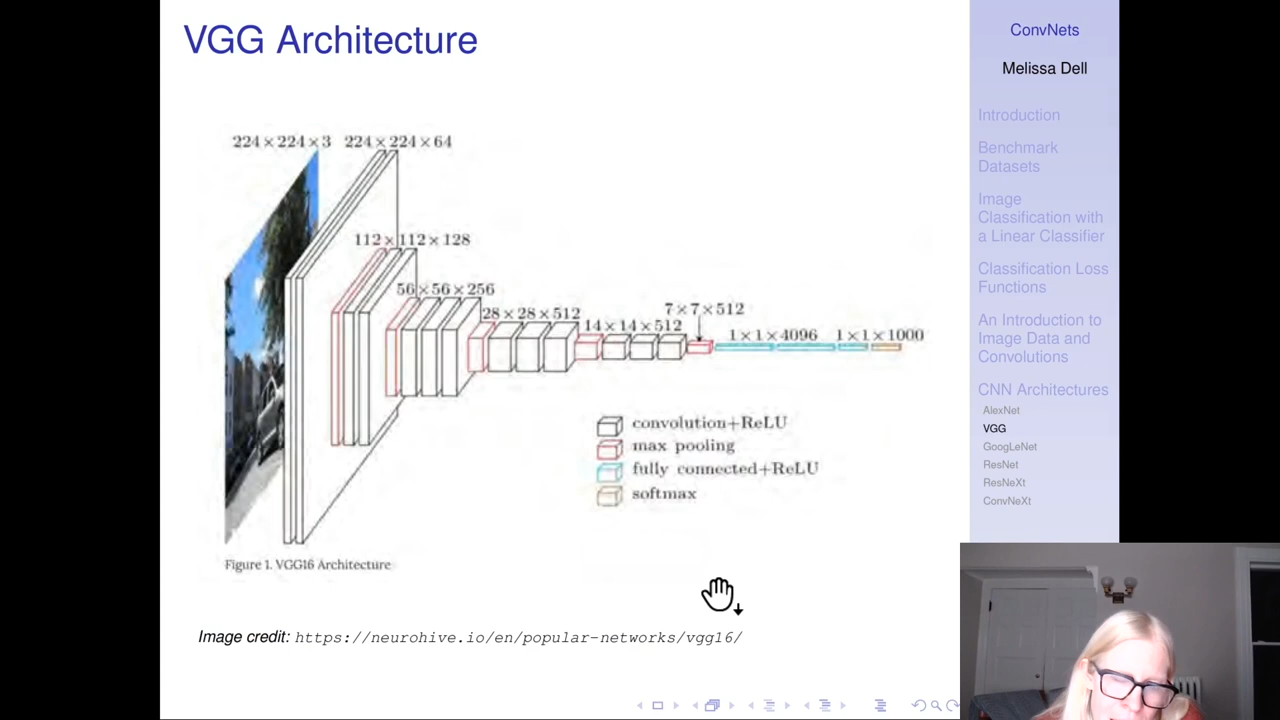 VGG Architecture
224×224×3 224×224×64
112×112×128
56×56×256
28×28×512
14×14×512
7×7×512
1×1×4096 1×1×1000
convolution+ReLU
max pooling
fully connected+ReLU
softmax
Figure 1. VGG16 Architecture
Image credit: https://neurohive.io/en/popular-networks/vgg16/
ConvNets
Melissa Dell
Introduction
Benchmark
Datasets
Image
Classification with
a Linear Classifier
Classification Loss
Functions
An Introduction to
Image Data and
Convolutions
CNN Architectures
AlexNet
VGG
GoogLeNet
ResNet
ResNeXt
ConvNeXt